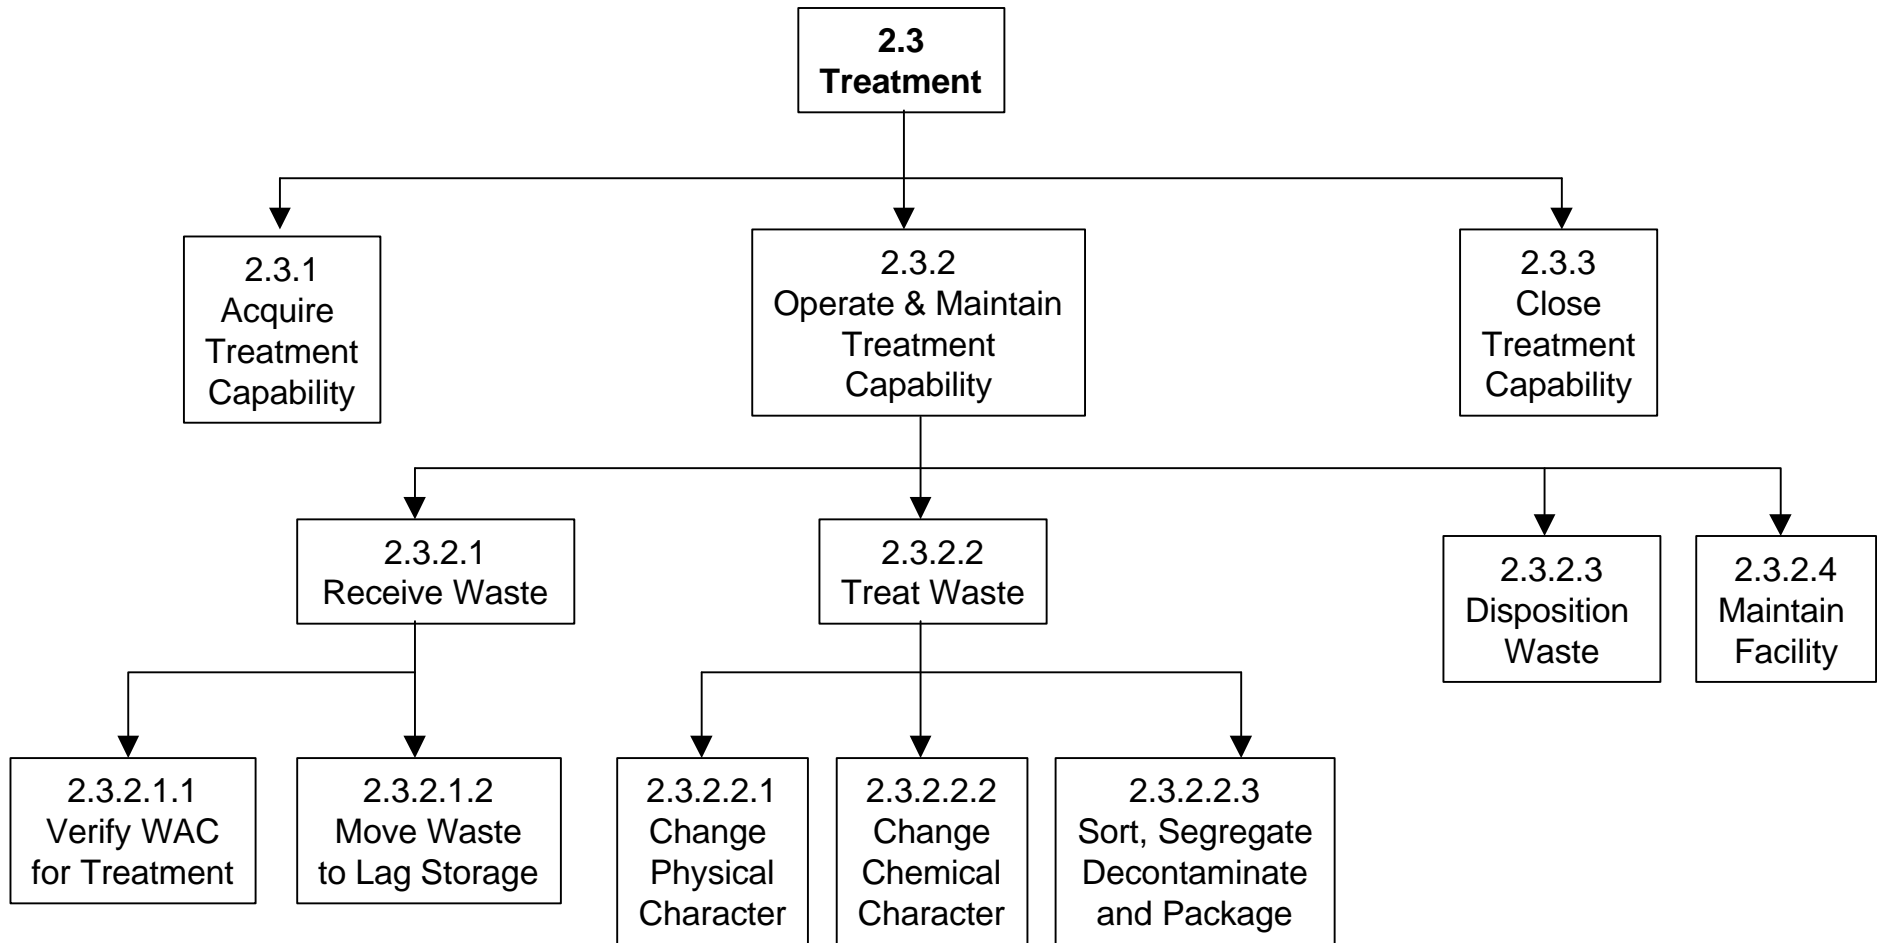 2.3
Treatment
2.3.1
Acquire
Treatment
Capability
2.3.2
Operate & Maintain
Treatment
Capability
2.3.3
Close
Treatment
Capability
2.3.2.1
Receive Waste
2.3.2.2
Treat Waste
2.3.2.3
Disposition
Waste
2.3.2.4
Maintain
Facility
2.3.2.1.1
Verify WAC
for Treatment
2.3.2.1.2
Move Waste
to Lag Storage
2.3.2.2.1
Change
Physical
Character
2.3.2.2.2
Change
Chemical
Character
2.3.2.2.3
Sort, Segregate
Decontaminate
and Package